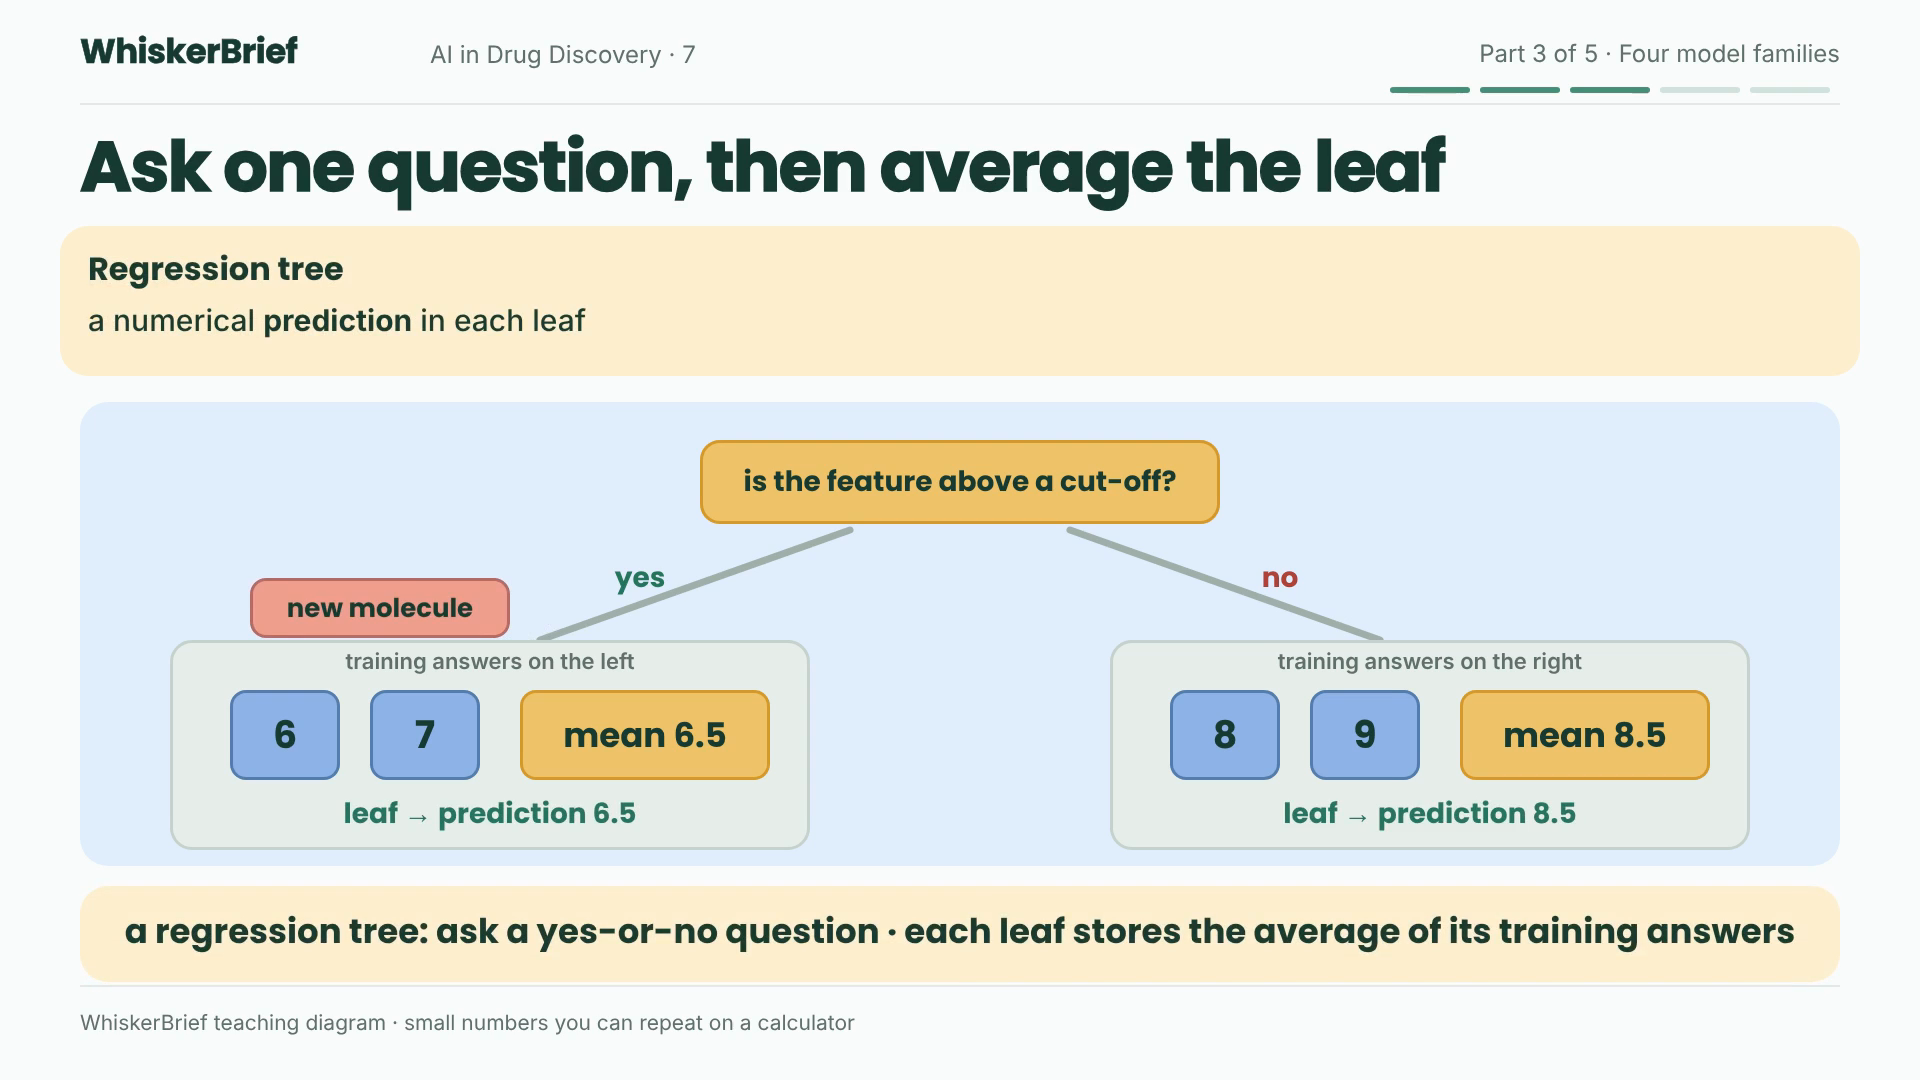 WhiskerBrief
AI in Drug Discovery · 7
Part 3 of 5 · Four model families
Ask one question, then average the leaf
Regression tree
a numerical prediction in each leaf
is the feature above a cut-off?
yes
no
new molecule
training answers on the left
6
7
mean 6.5
leaf → prediction 6.5
training answers on the right
8
9
mean 8.5
leaf → prediction 8.5
a regression tree: ask a yes-or-no question · each leaf stores the average of its training answers
WhiskerBrief teaching diagram · small numbers you can repeat on a calculator